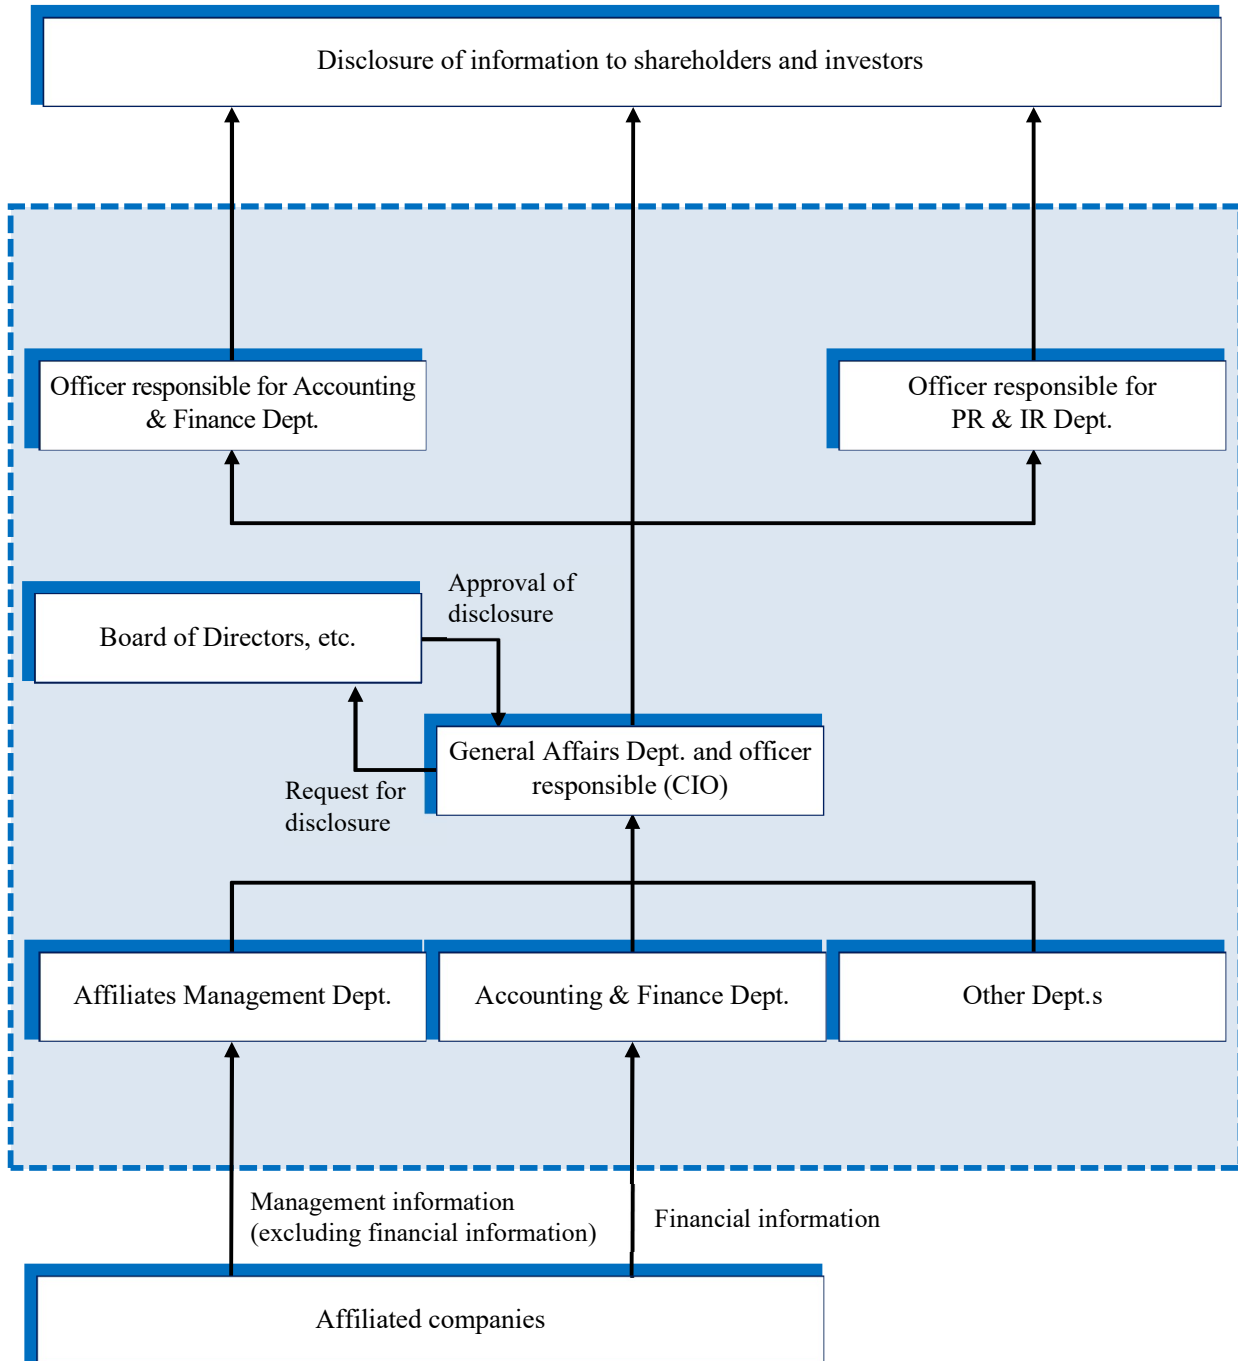 Disclosure of information to shareholders and investors
Officer responsible for Accounting
& Finance Dept.
Officer responsible for
PR & IR Dept.
Approval of
disclosure
Board of Directors, etc.
General Affairs Dept. and officer
responsible (CIO)
Request for
disclosure
Affiliates Management Dept.
Accounting & Finance Dept.
Other Dept.s
Management information
(excluding financial information)
Financial information
Affiliated companies